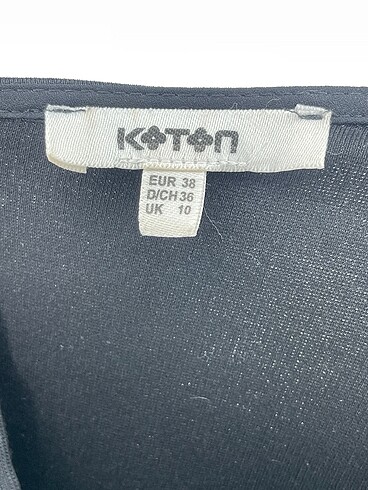 KOTON
EUR 38
D/CH 36
UK 10